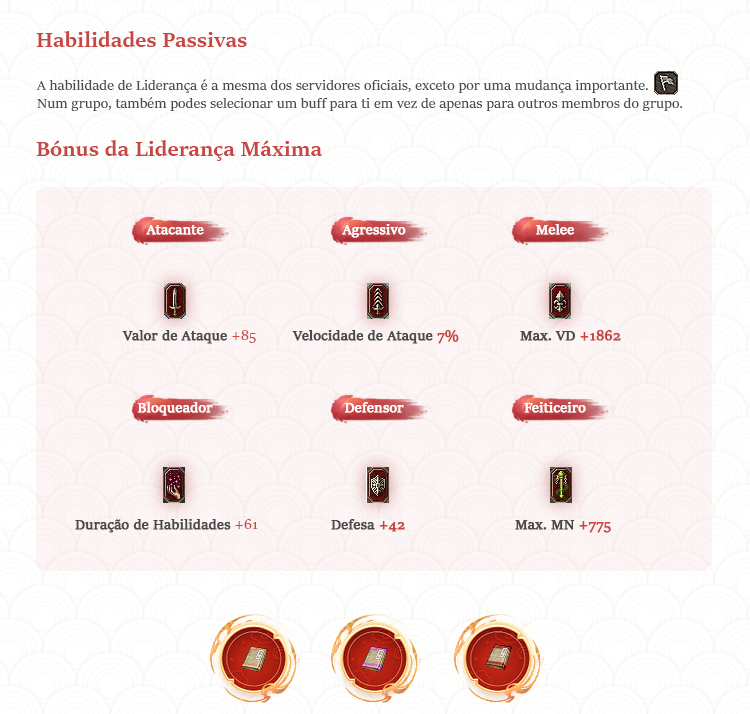 Habilidades Passivas
A habilidade de Liderança é a mesma dos servidores oficiais, exceto por uma mudança importante.
Num grupo, também podes selecionar um buff para ti em vez de apenas para outros membros do grupo.
Bónus da Liderança Máxima
Atacante Agressivo Melee
Valor de Ataque +85 Velocidade de Ataque 7% Max. VD +1862
Bloqueador Defensor Feiticeiro
Duração de Habilidades +61 Defesa +42 Max. MN +775